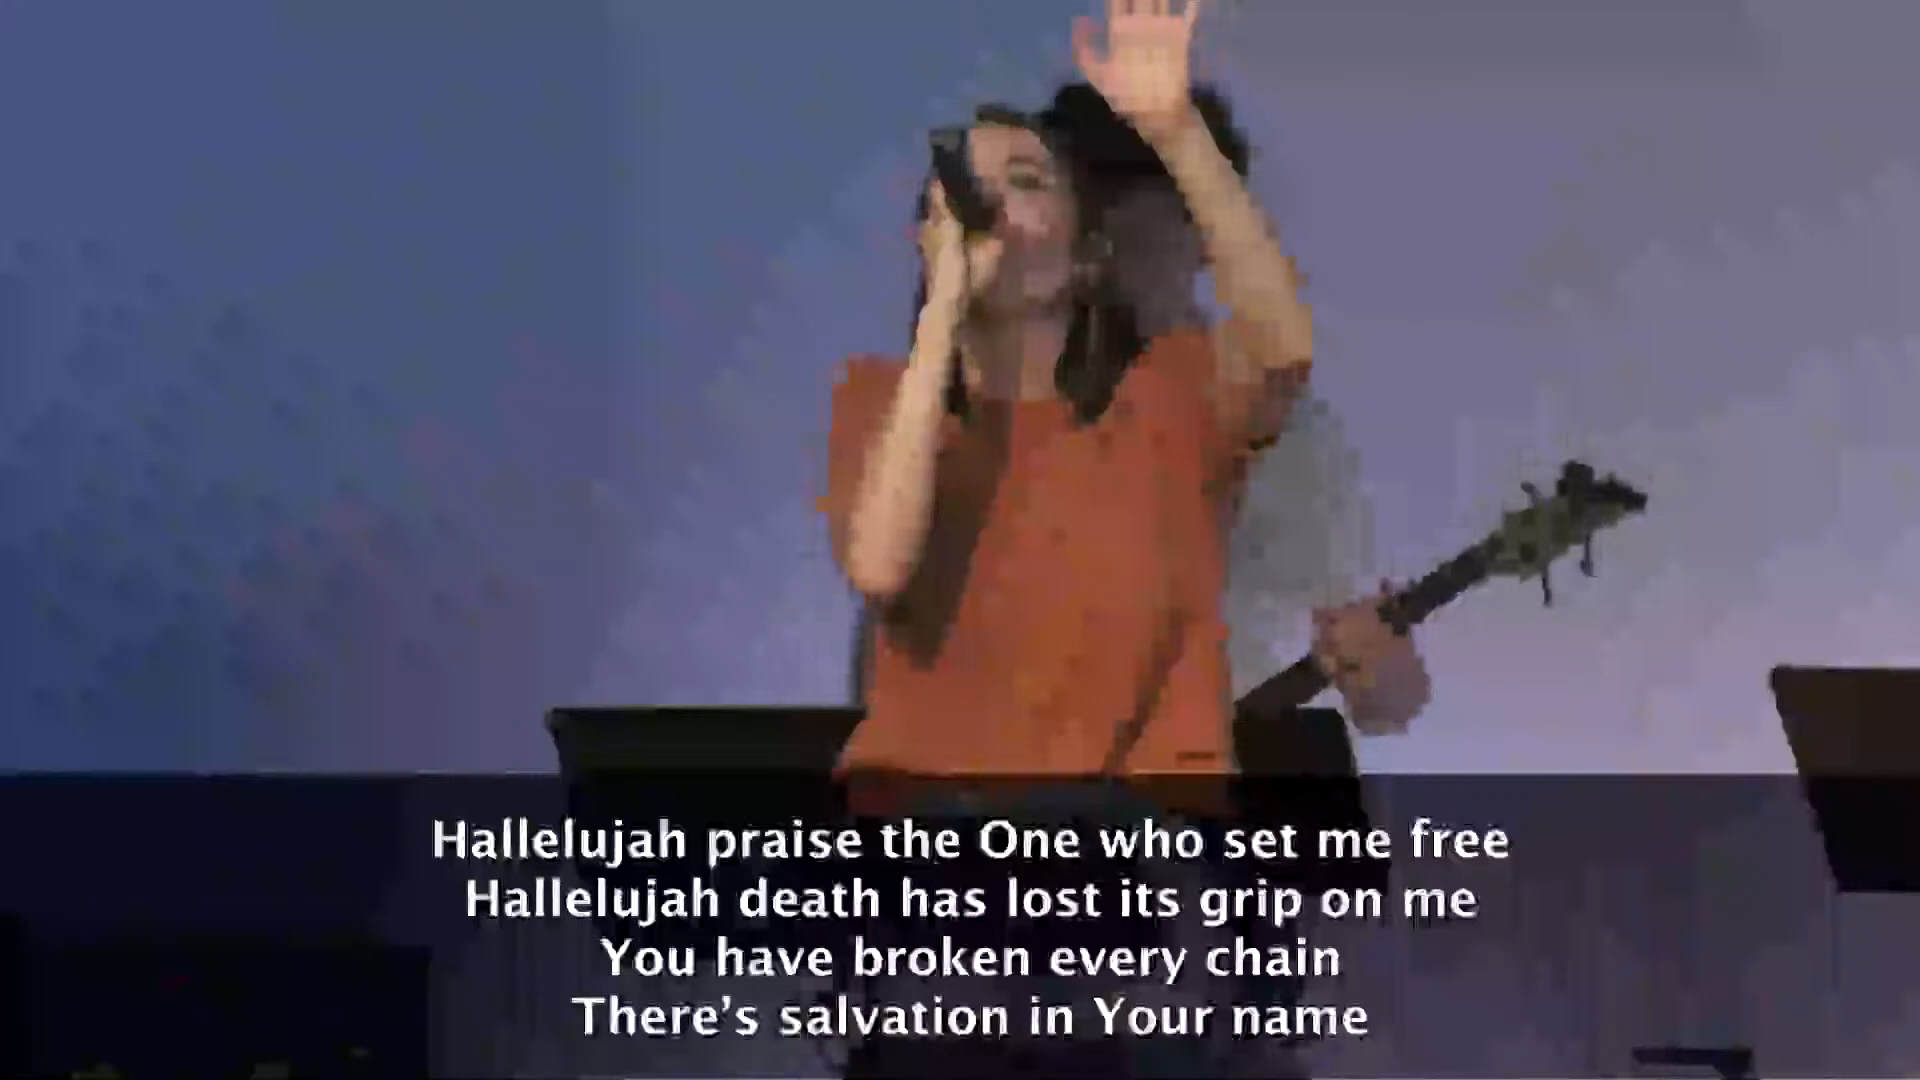 Hallelujah praise the One who set me free
Hallelujah death has lost its grip on me
You have broken every chain
There's salvation in Your name